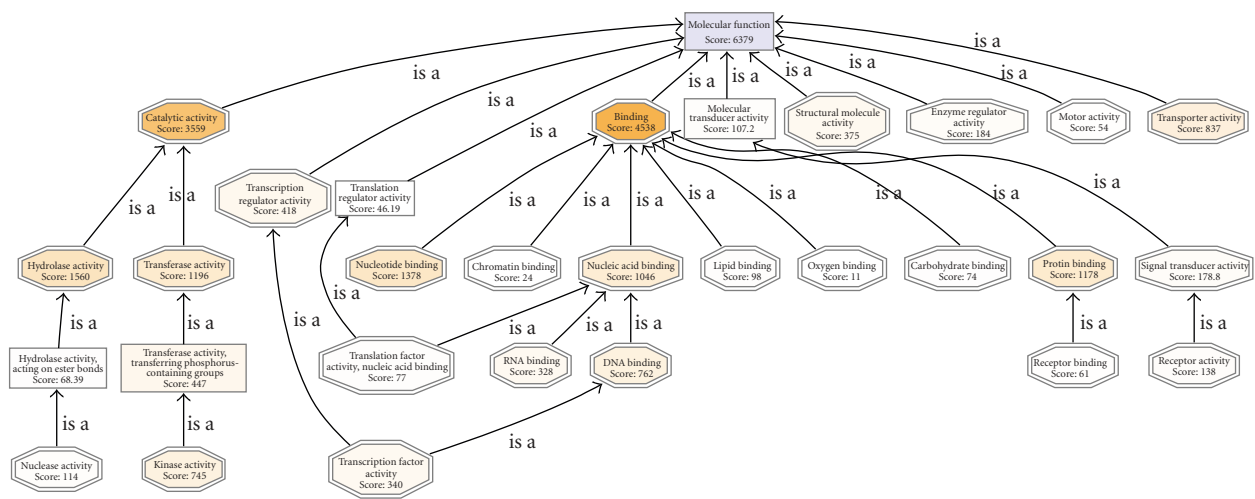 Molecular function
Score: 6379
is a
is a
is a
is a
is a
is a
is a
is a
is a
Catalytic activity
Score: 3559
Binding
Score: 4538
Molecular
transducer activity
Score: 107.2
Structural molecule
activity
Score: 375
Enzyme regulator
activity
Score: 184
Motor activity
Score: 54
Transporter activity
Score: 837
is a
is a
Transcription
regulator activity
Score: 418
Translation
regulator activity
Score: 46.19
is a
is a
is a
is a
is a
is a
is a
is a
Hydrolase activity
Score: 1560
Transferase activity
Score: 1196
Nucleotide binding
Score: 1378
Chromatin binding
Score: 24
Nucleic acid binding
Score: 1046
Lipid binding
Score: 98
Oxygen binding
Score: 11
Carbohydrate binding
Score: 74
Protin binding
Score: 1178
Signal transducer activity
Score: 178.8
is a
is a
is a
is a
is a
is a
is a
is a
is a
Hydrolase activity,
acting on ester bonds
Score: 68.39
Transferase activity,
transferring phosphorus-
containing groups
Score: 447
Translation factor
activity, nucleic acid binding
Score: 77
RNA binding
Score: 328
DNA binding
Score: 762
Receptor binding
Score: 61
Receptor activity
Score: 138
is a
is a
is a
Nuclease activity
Score: 114
Kinase activity
Score: 745
Transcription factor
activity
Score: 340